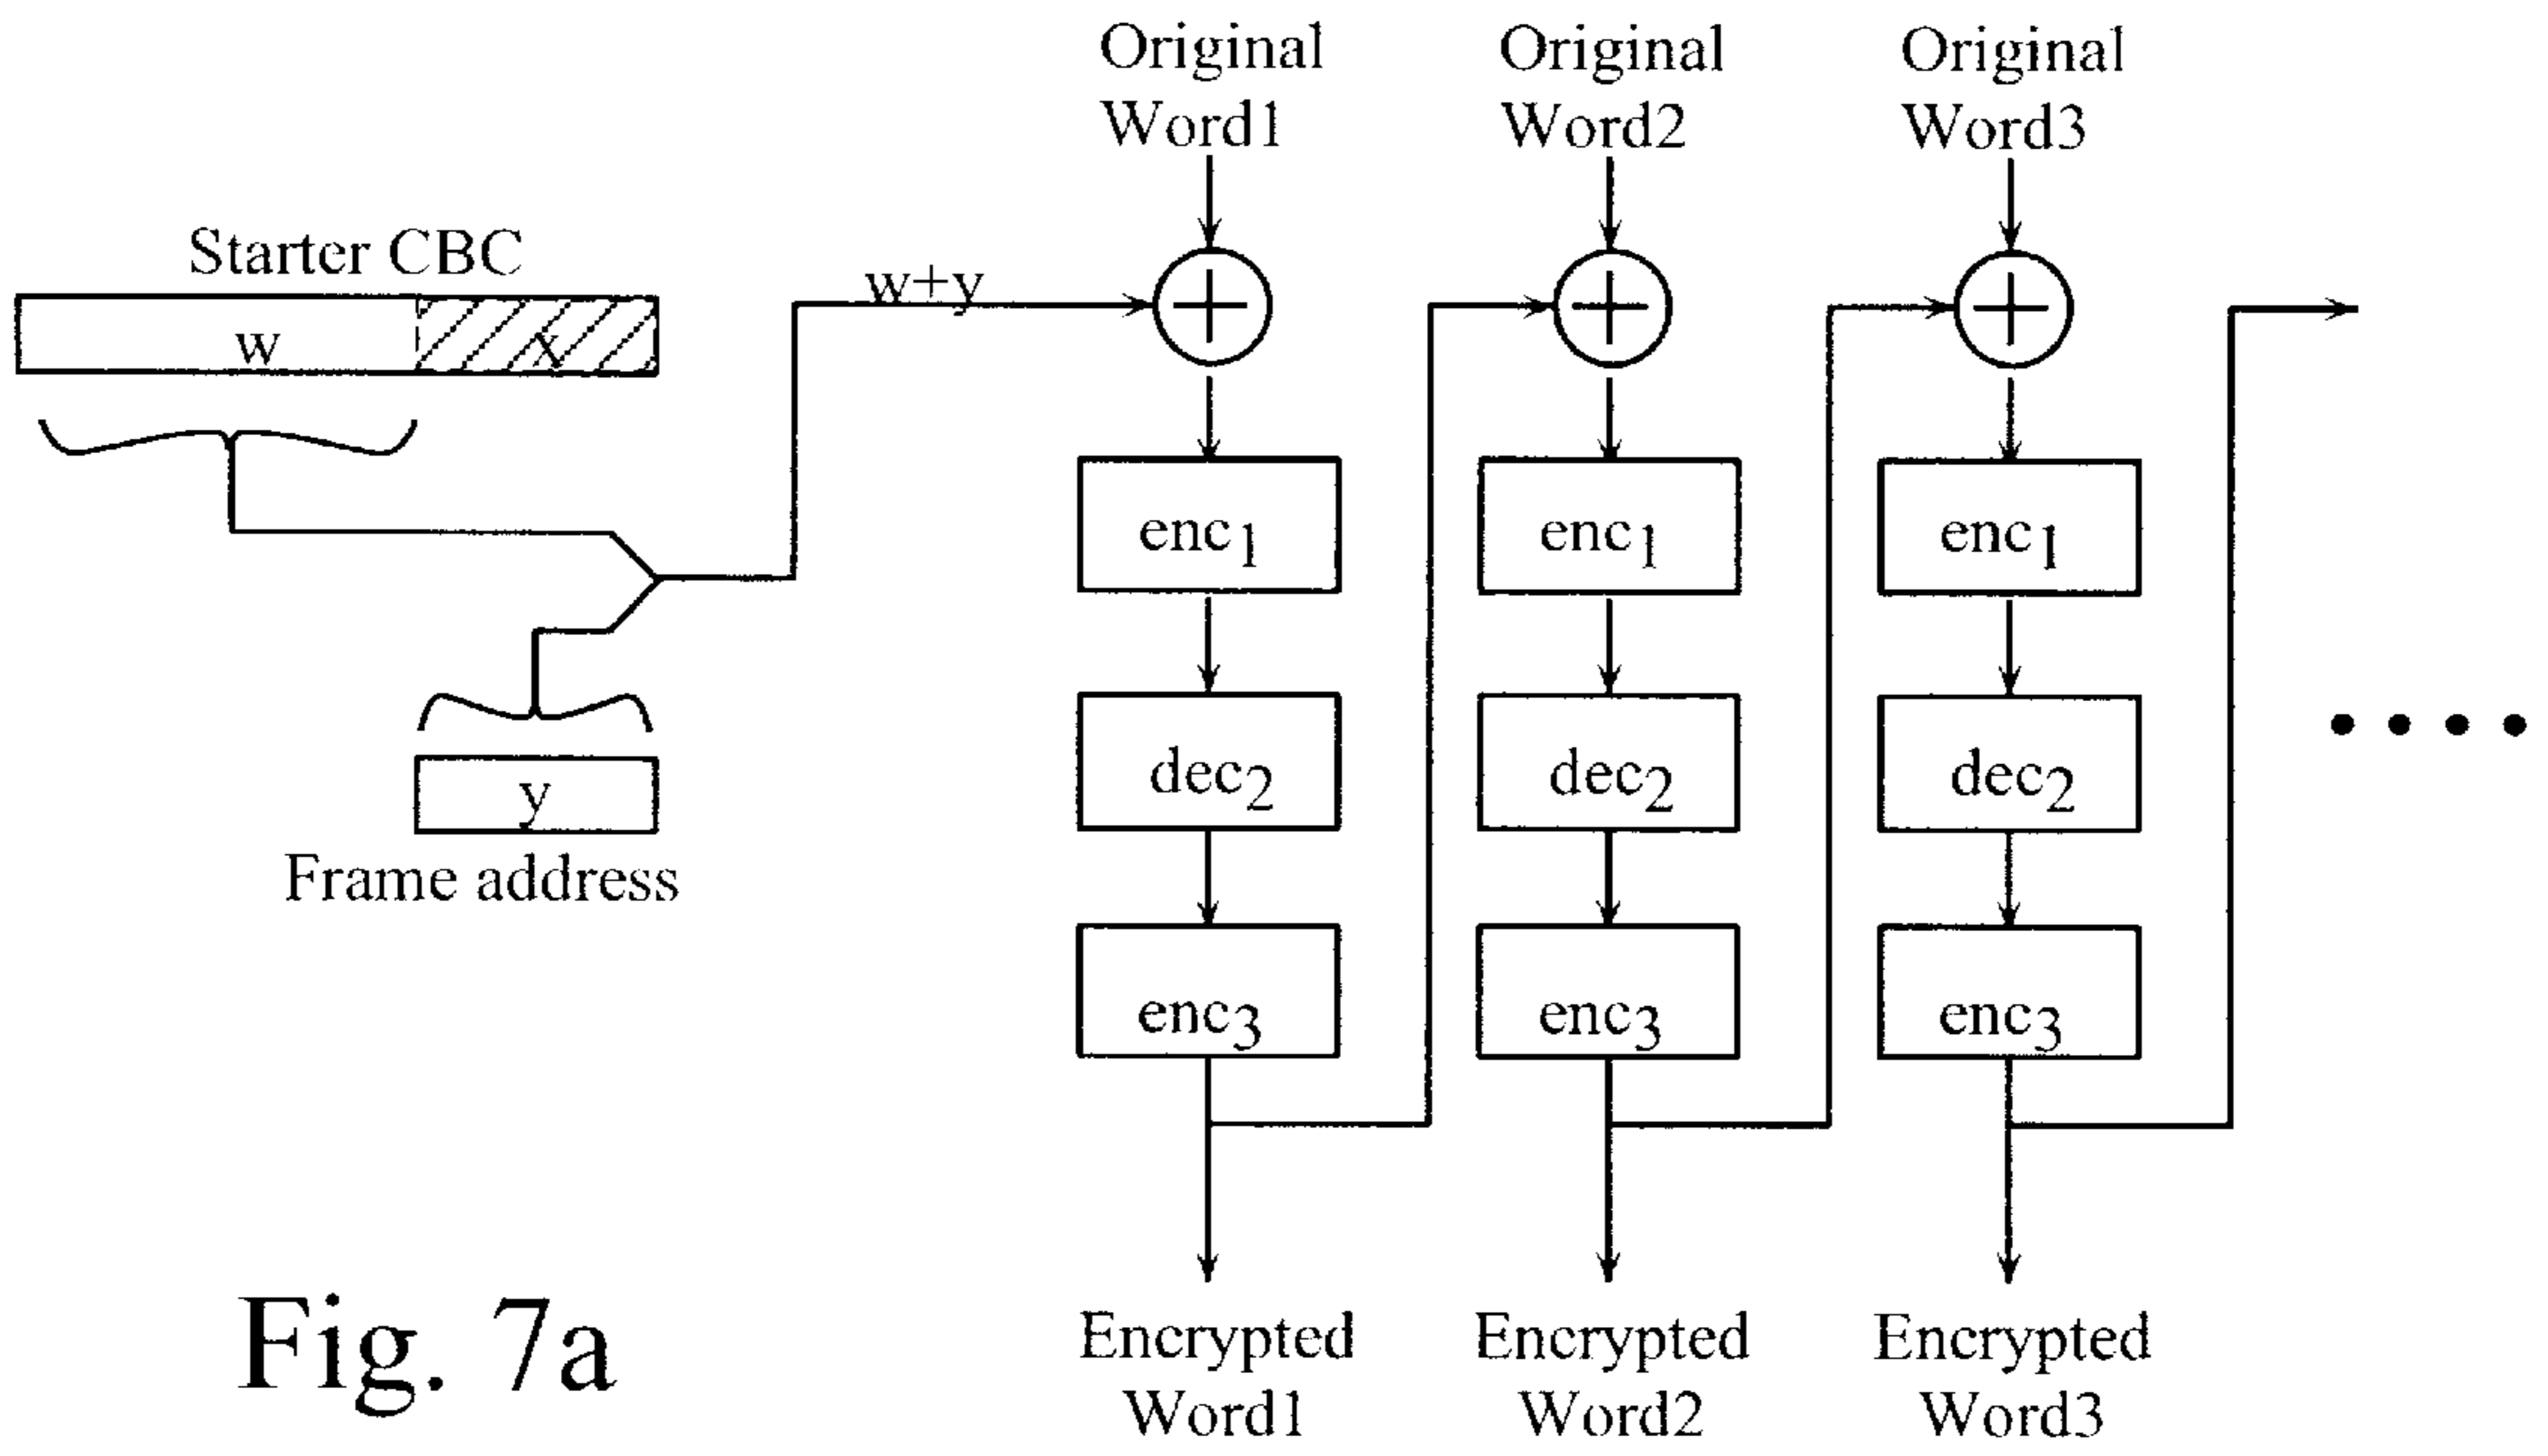 Original
Word1
Original
Word2
Original
Word3
Starter CBC
w
x
w+y
enc1
enc1
enc1
dec2
dec2
dec2
y
Frame address
enc3
enc3
enc3
Encrypted
Word1
Encrypted
Word2
Encrypted
Word3
Fig. 7a